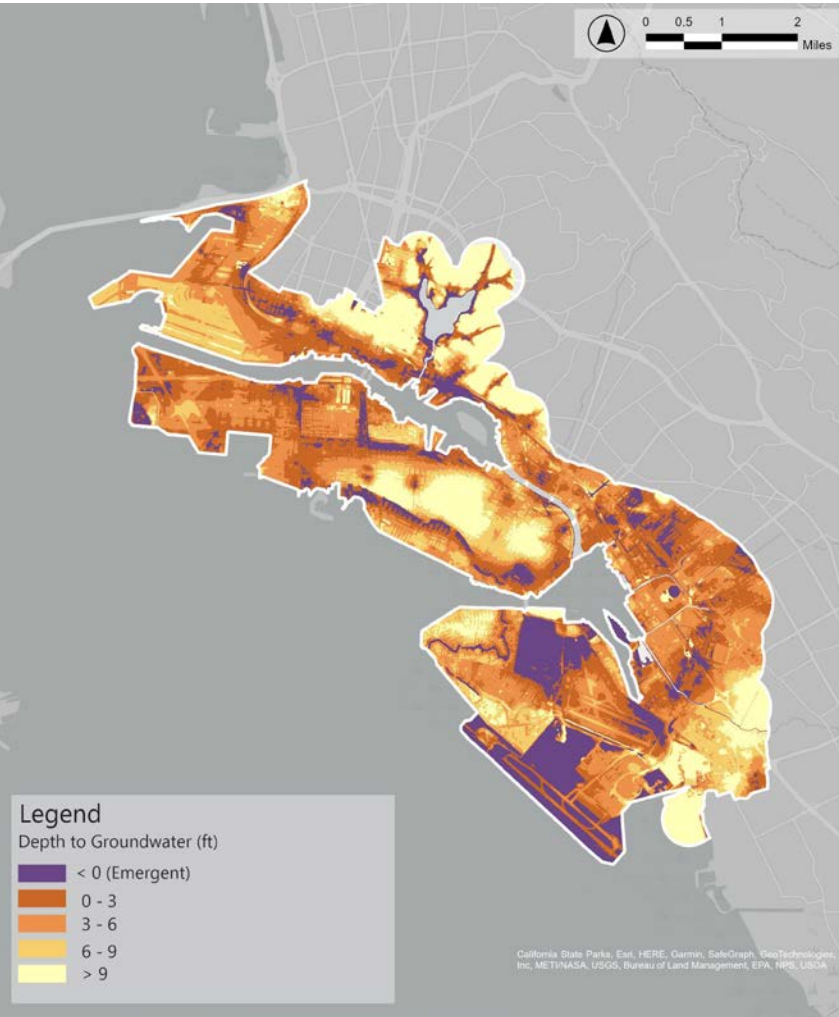 0 0.5 1 2
Miles
Legend
Depth to Groundwater (ft)
< 0 (Emergent)
0 - 3
3 - 6
6 - 9
> 9
California State Parks, Esri, HERE, Garmin, SafeGraph, GeoTechnologies,
Inc, METI/NASA, USGS, Bureau of Land Management, EPA, NPS, USDA